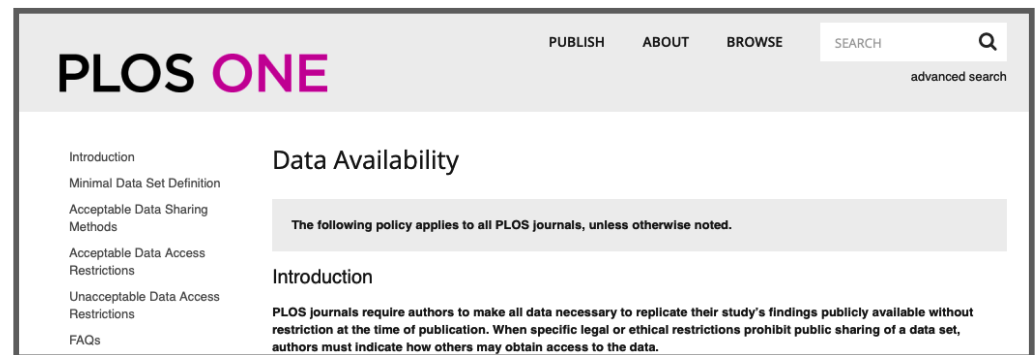 PUBLISH ABOUT BROWSE SEARCH
PLOS ONE
advanced search
Introduction
Minimal Data Set Definition
Acceptable Data Sharing
Methods
Acceptable Data Access
Restrictions
Unacceptable Data Access
Restrictions
FAQs
Data Availability
The following policy applies to all PLOS journals, unless otherwise noted.
Introduction
PLOS journals require authors to make all data necessary to replicate their study's findings publicly available without
restriction at the time of publication. When specific legal or ethical restrictions prohibit public sharing of a data set,
authors must indicate how others may obtain access to the data.